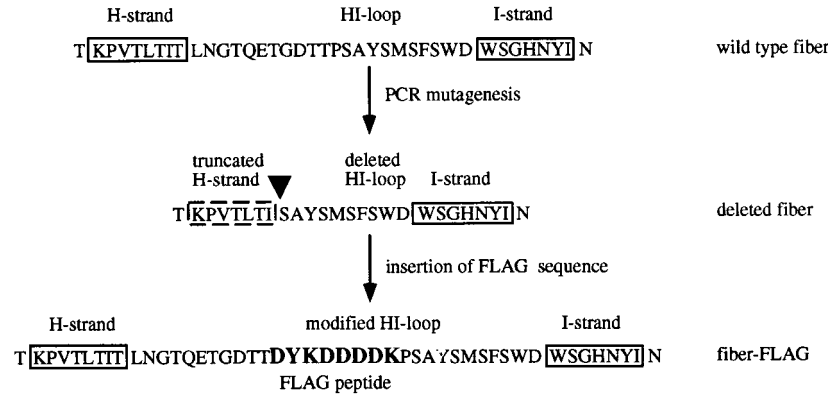 H-strand HI-loop I-strand
T KPVTLTIT LNGTQETGDTTPSAYSMSFSWD WSGHNYI N wild type fiber
PCR mutagenesis
truncated deleted
H-strand HI-loop I-strand
T KPVTLTI SAYSMSFSWD WSGHNYI N deleted fiber
insertion of FLAG sequence
H-strand modified HI-loop I-strand
T KPVTLTIT LNGTQETGDTTDYKDDDDKPSAYSMSFSWD WSGHNYI N fiber-FLAG
FLAG peptide